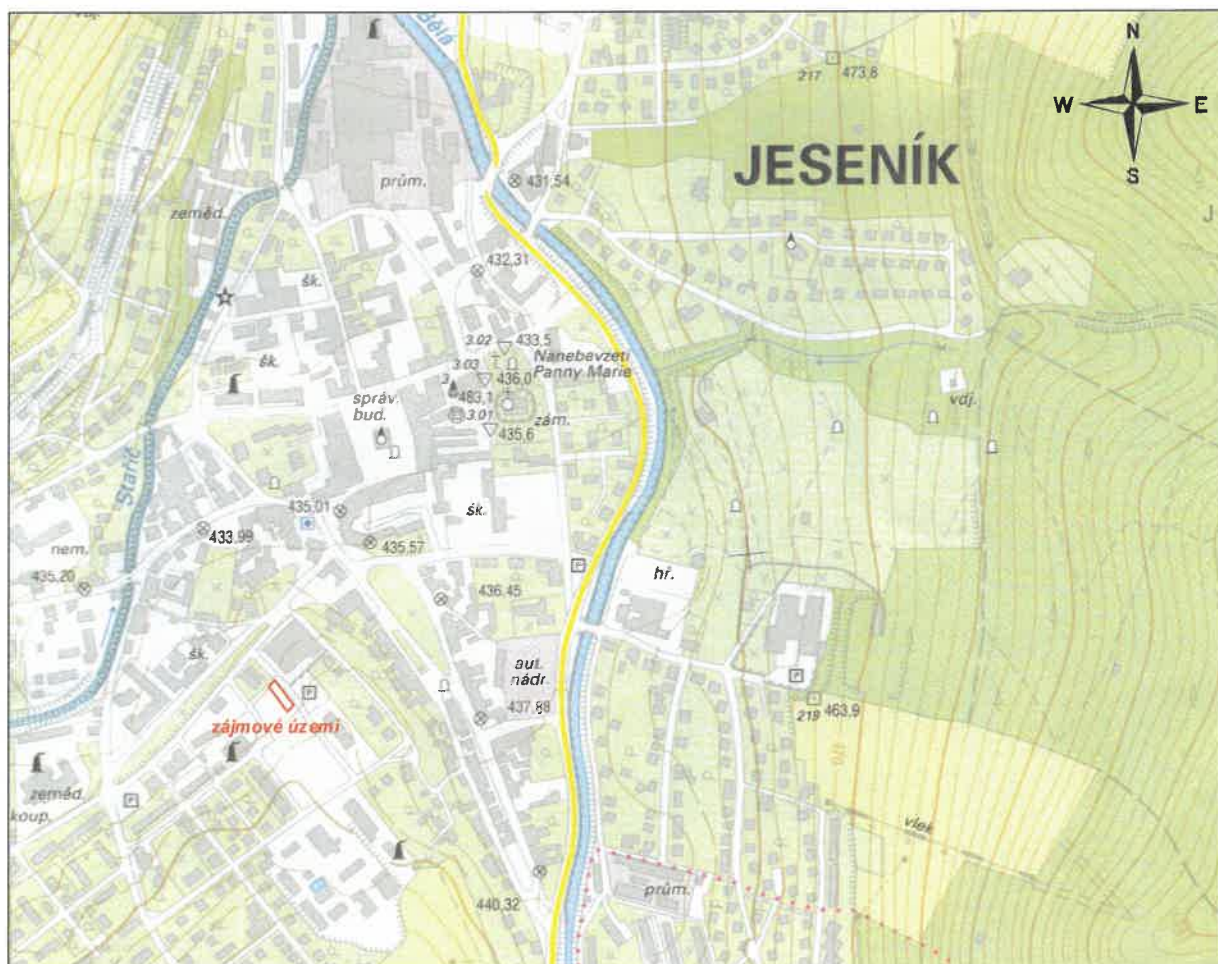 Bělá
217 473,8
N
W E
S
JESENÍK
J
431,54
prům.
zeměd.
432,31
šk.
3.02 433,5
Nanebevzetí
Panny Marie
3.03
436,0
šk.
3
483,1
správ.
bud.
3.01
zám.
435,6
vdj.
Staříč
435,01
šk.
433,99
435,57
nem.
435,20
P
hř.
436,45
šk.
aut.
nádr.
P
P
437,88
219 463,9
zájmové území
zeměd.
P
koup.
vlek
440,32
prům.